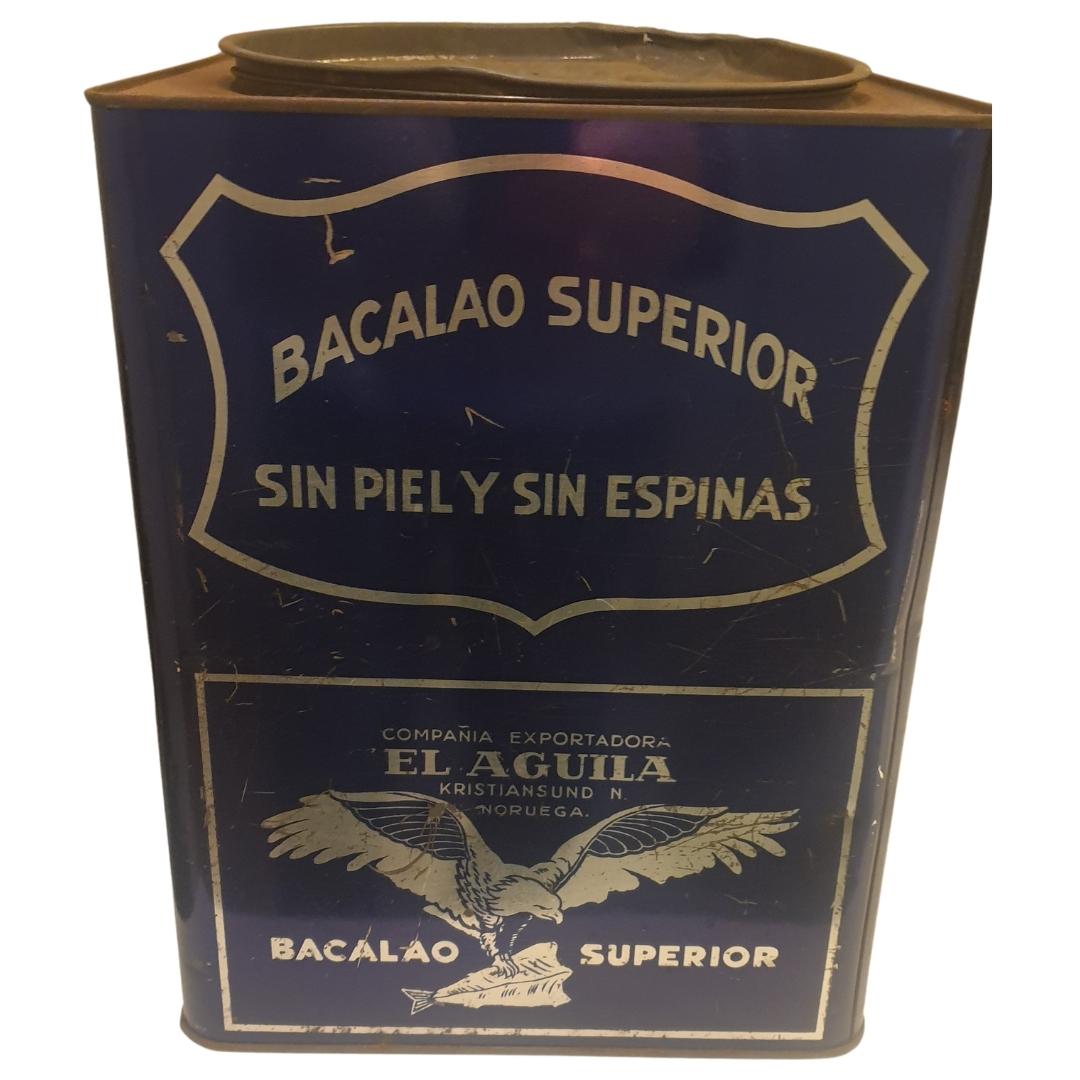 BACALAO SUPERIOR
SIN PIEL Y SIN ESPINAS
COMPAÑIA EXPORTADORA
EL AGUILA
KRISTIANSUND N.
NORUEGA.
BACALAO SUPERIOR